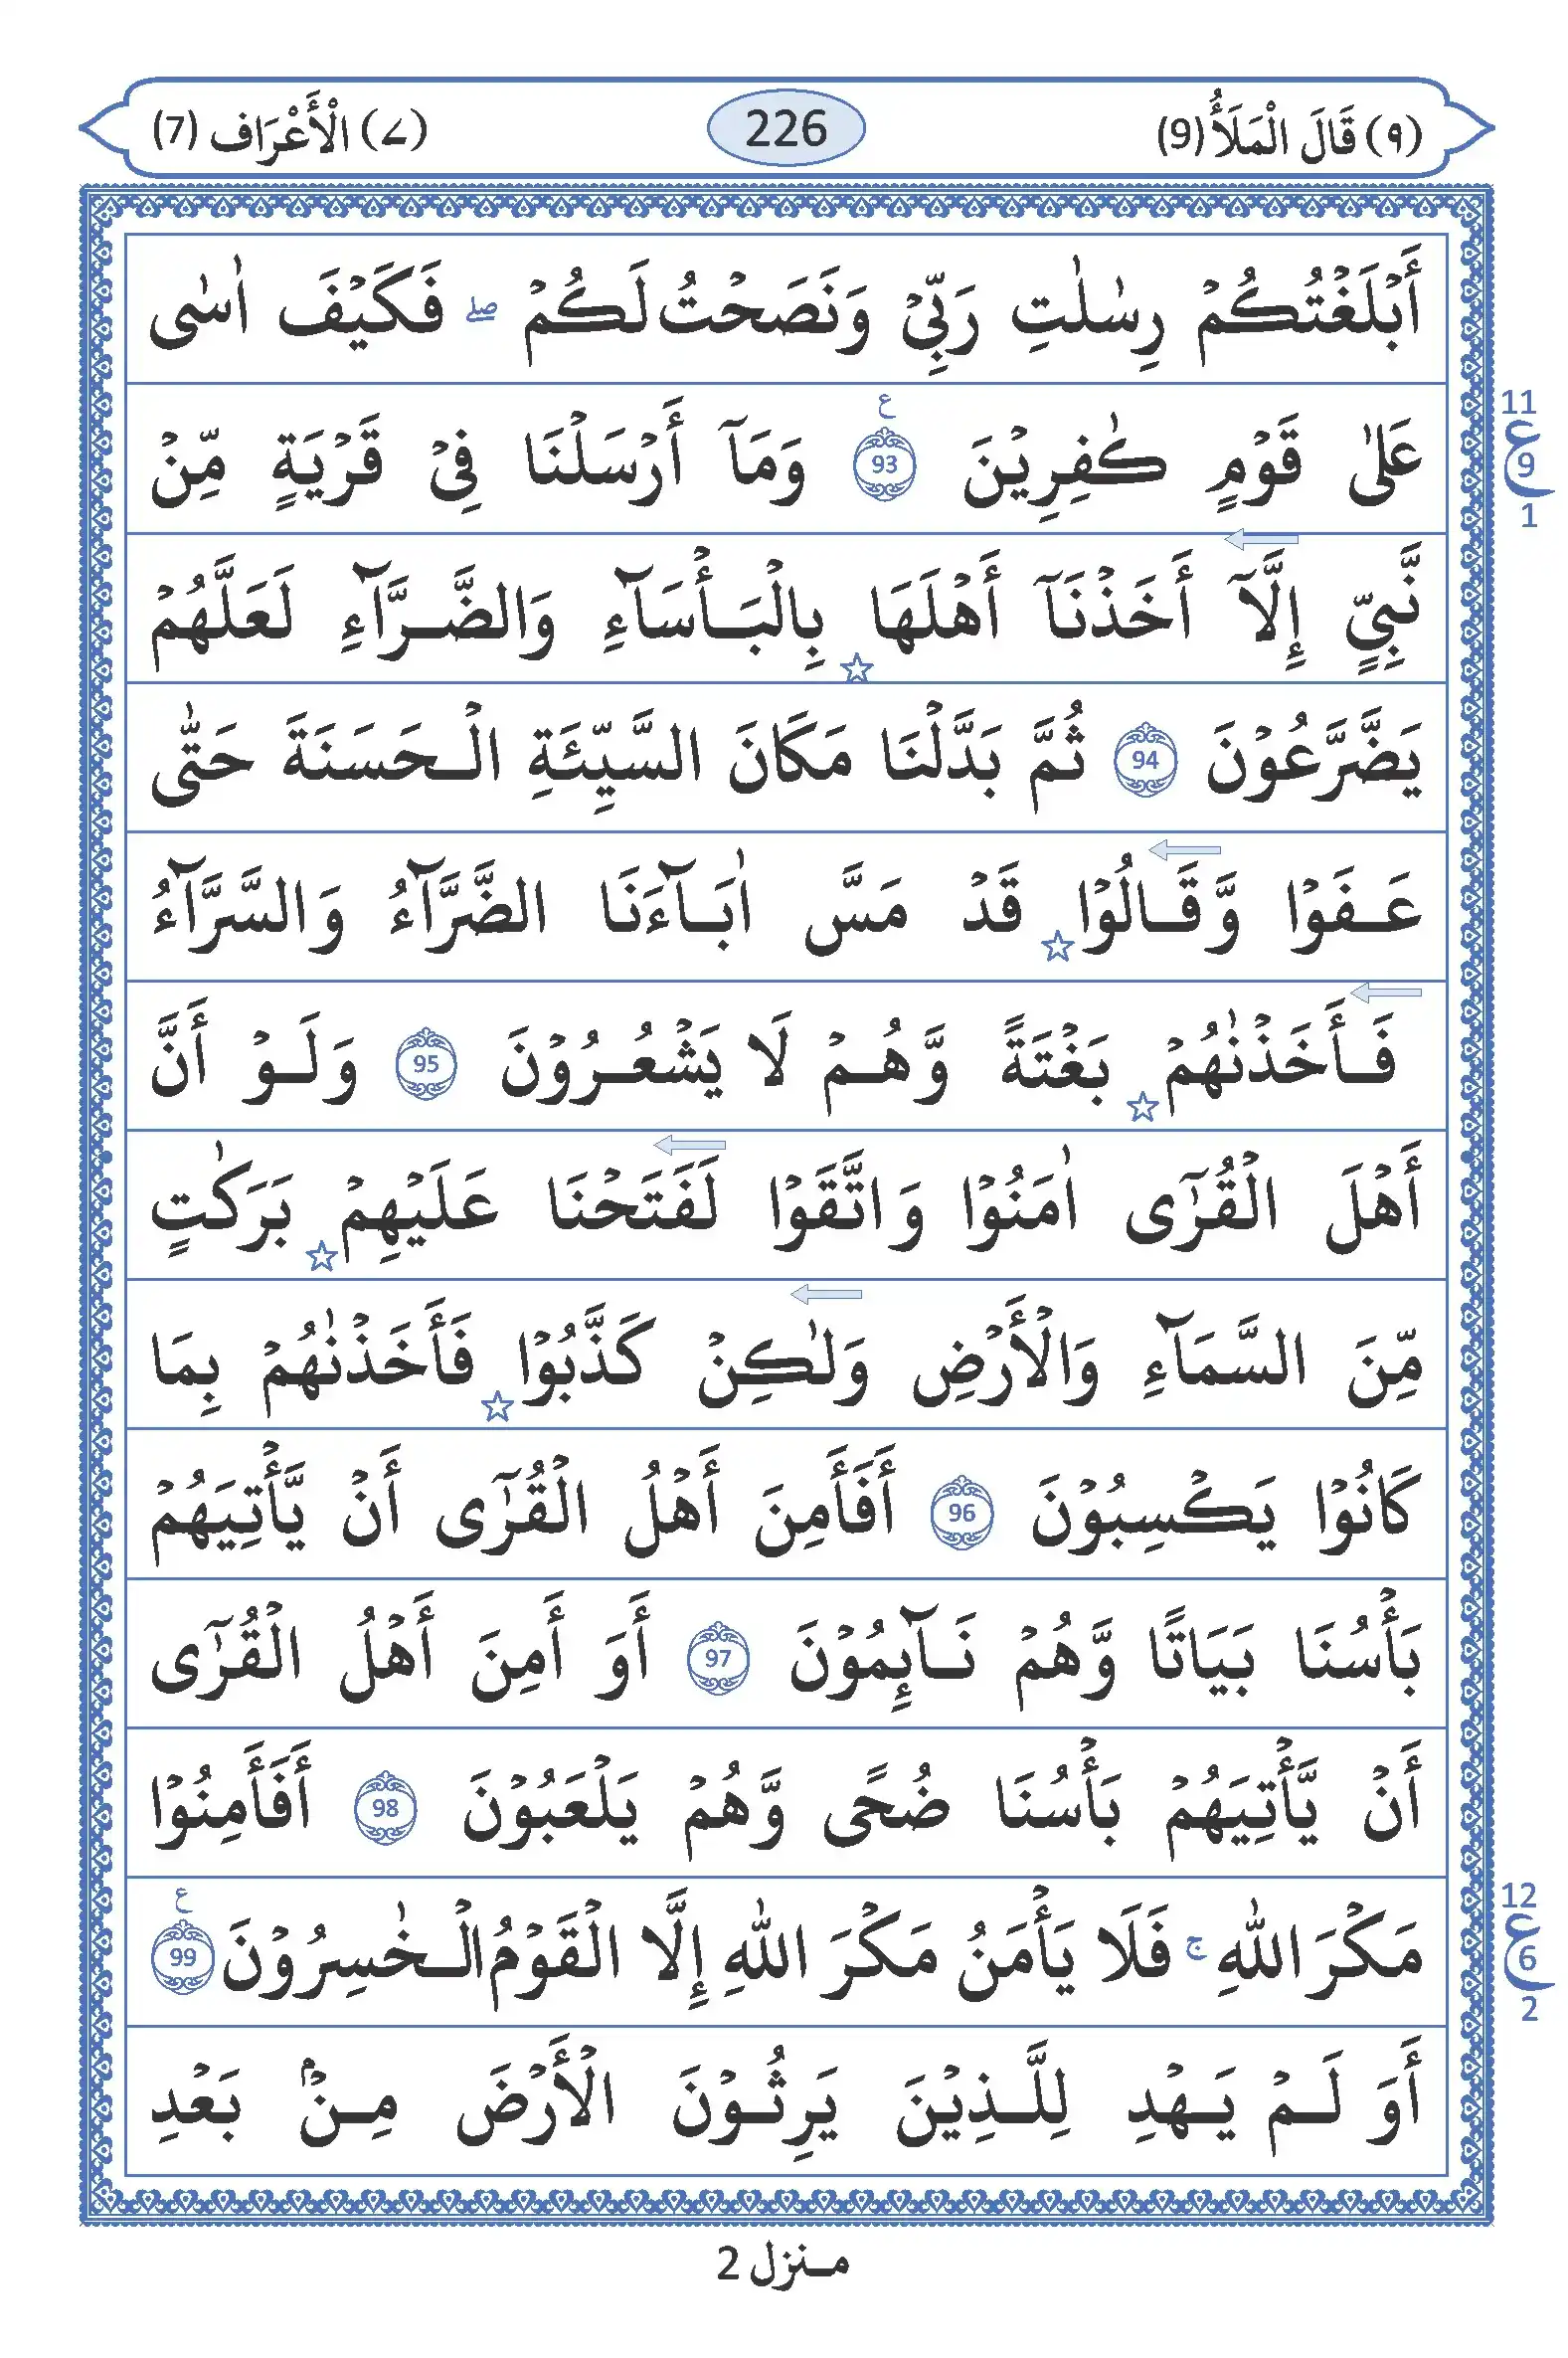 (٩) قَالَ الْمَلَأُ (9)
226
(٧) الْأَعْرَاف (7)
أَبْلَغْتُكُمْ رِسٰلٰتِ رَبِّيْ وَنَصَحْتُ لَكُمْ ۖ فَكَيْفَ اٰسٰى
عَلٰى قَوْمٍ كٰفِرِيْنَ 93 ع وَمَآ أَرْسَلْنَا فِيْ قَرْيَةٍ مِّنْ
11
ع
9
1
نَّبِيٍّ إِلَّآ أَخَذْنَآ أَهْلَهَا ☆ بِالْبَأْسَآءِ وَالضَّرَّآءِ لَعَلَّهُمْ
يَضَّرَّعُوْنَ 94 ثُمَّ بَدَّلْنَا مَكَانَ السَّيِّئَةِ الْحَسَنَةَ حَتّٰى
عَفَوْا وَّقَالُوْا ☆ قَدْ مَسَّ اٰبَآءَنَا الضَّرَّآءُ وَالسَّرَّآءُ
فَأَخَذْنٰهُمْ ☆ بَغْتَةً وَّهُمْ لَا يَشْعُرُوْنَ 95 وَلَوْ أَنَّ
أَهْلَ الْقُرٰٓى اٰمَنُوْا وَاتَّقَوْا لَفَتَحْنَا عَلَيْهِمْ ☆ بَرَكٰتٍ
مِّنَ السَّمَآءِ وَالْأَرْضِ وَلٰكِنْ كَذَّبُوْا ☆ فَأَخَذْنٰهُمْ بِمَا
كَانُوْا يَكْسِبُوْنَ 96 أَفَأَمِنَ أَهْلُ الْقُرٰٓى أَنْ يَّأْتِيَهُمْ
بَأْسُنَا بَيَاتًا وَّهُمْ نَآئِمُوْنَ 97 أَوَ أَمِنَ أَهْلُ الْقُرٰٓى
أَنْ يَّأْتِيَهُمْ بَأْسُنَا ضُحًى وَّهُمْ يَلْعَبُوْنَ 98 أَفَأَمِنُوْا
مَكْرَ اللّٰهِ ۚ فَلَا يَأْمَنُ مَكْرَ اللّٰهِ إِلَّا الْقَوْمُ الْخٰسِرُوْنَ 99 ع
12
ع
6
2
أَوَ لَمْ يَهْدِ لِلَّذِيْنَ يَرِثُوْنَ الْأَرْضَ مِنْۢ بَعْدِ
مـنزل 2